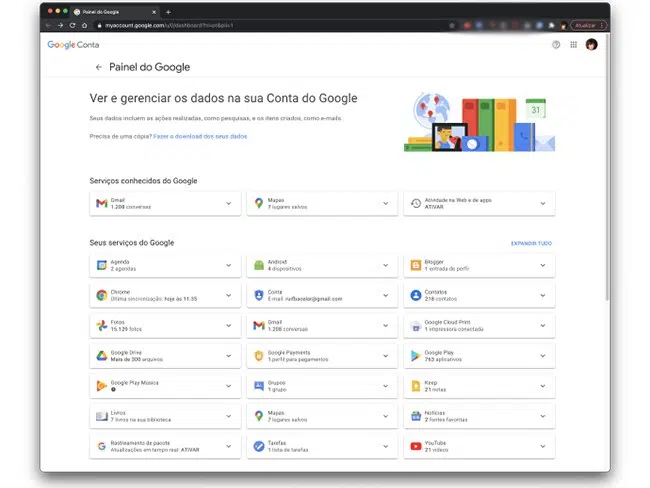 Painel do Google
myaccount.google.com/u/0/dashboard?hl=en&pli=1
Atualizar
Google Conta
Painel do Google
Ver e gerenciar os dados na sua Conta do Google
Seus dados incluem as ações realizadas, como pesquisas, e os itens criados, como e-mails.
Precisa de uma cópia? Fazer o download dos seus dados
31
Serviços conhecidos do Google
Gmail
1.208 conversas
Mapas
7 lugares salvos
Atividade na Web e de apps
ATIVAR
Seus serviços do Google
EXPANDIR TUDO
Agenda
2 agendas
Android
4 dispositivos
Blogger
1 entrada de perfil
Chrome
Última sincronização: hoje às 11:35
Conta
E-mail:
Contatos
216 contatos
Fotos
15.129 fotos
Gmail
1.208 conversas
Google Cloud Print
1 impressora conectada
Google Drive
Mais de 300 arquivos
Google Payments
1 perfil para pagamentos
Google Play
763 aplicativos
Google Play Música
Grupos
1 grupo
Keep
21 notas
Livros
7 livros na sua biblioteca
Mapas
7 lugares salvos
Notícias
2 fontes favoritas
Rastreamento de pacote
Atualizações em tempo real: ATIVAR
Tarefas
1 lista de tarefas
YouTube
21 vídeos